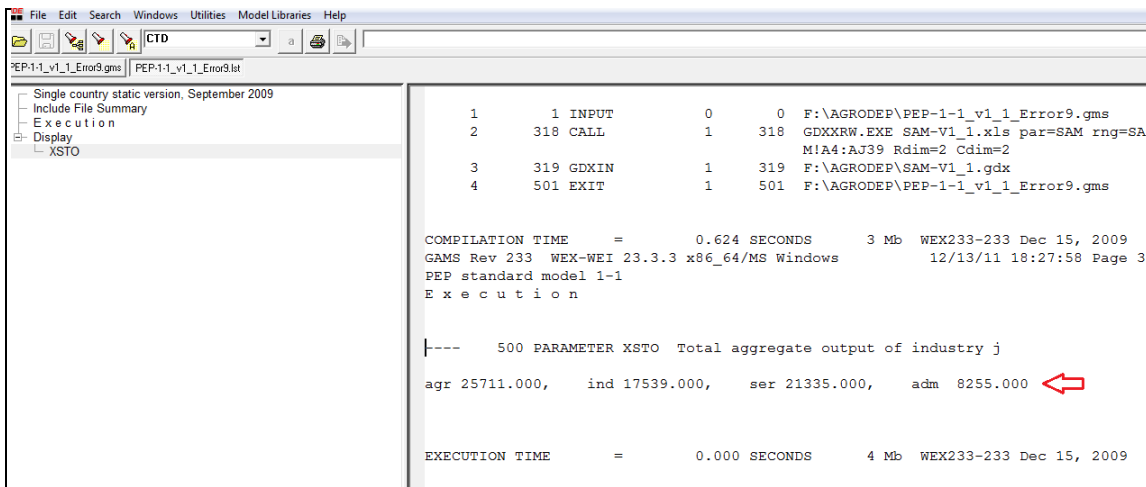 File Edit Search Windows Utilities Model Libraries Help
CTD
a
PEP-1-1_v1_1_Error9.gms PEP-1-1_v1_1_Error9.lst
Single country static version, September 2009
Include File Summary
E x e c u t i o n
Display
XSTO
1 1 INPUT 0 0 F:\AGRODEP\PEP-1-1_v1_1_Error9.gms
2 318 CALL 1 318 GDXXRW.EXE SAM-V1_1.xls par=SAM rng=SA
M!A4:AJ39 Rdim=2 Cdim=2
3 319 GDXIN 1 319 F:\AGRODEP\SAM-V1_1.gdx
4 501 EXIT 1 501 F:\AGRODEP\PEP-1-1_v1_1_Error9.gms
COMPILATION TIME = 0.624 SECONDS 3 Mb WEX233-233 Dec 15, 2009
GAMS Rev 233 WEX-WEI 23.3.3 x86_64/MS Windows 12/13/11 18:27:58 Page 3
PEP standard model 1-1
E x e c u t i o n
---- 500 PARAMETER XSTO Total aggregate output of industry j
agr 25711.000, ind 17539.000, ser 21335.000, adm 8255.000
EXECUTION TIME = 0.000 SECONDS 4 Mb WEX233-233 Dec 15, 2009